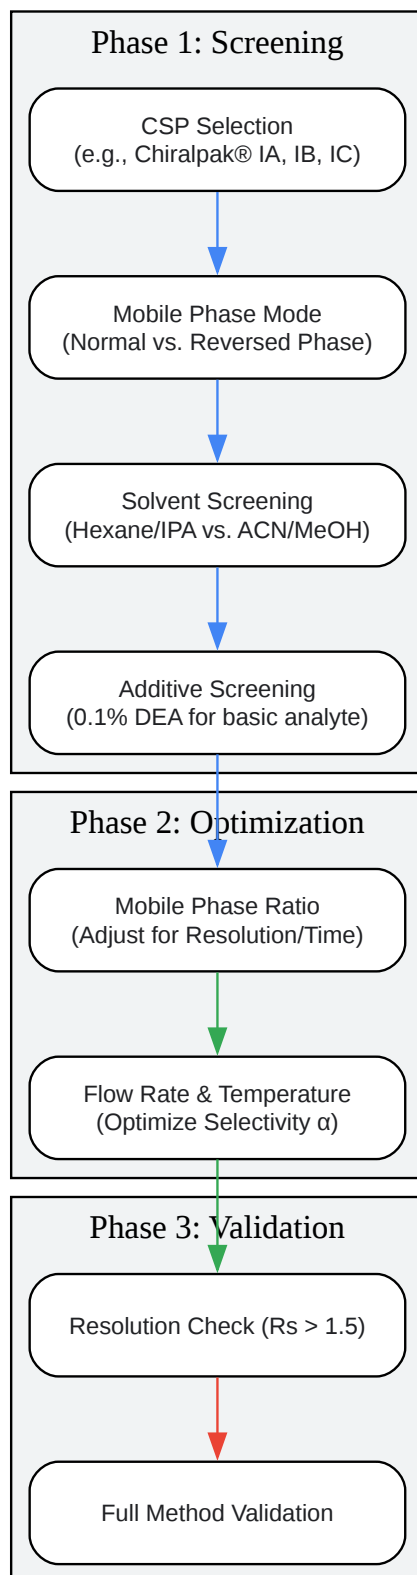 Phase 1: Screening
CSP Selection
(e.g., Chiralpak® IA, IB, IC)
Mobile Phase Mode
(Normal vs. Reversed Phase)
Solvent Screening
(Hexane/IPA vs. ACN/MeOH)
Additive Screening
(0.1% DEA for basic analyte)
Phase 2: Optimization
Mobile Phase Ratio
(Adjust for Resolution/Time)
Flow Rate & Temperature
(Optimize Selectivity α)
Phase 3: Validation
Resolution Check (Rs > 1.5)
Full Method Validation